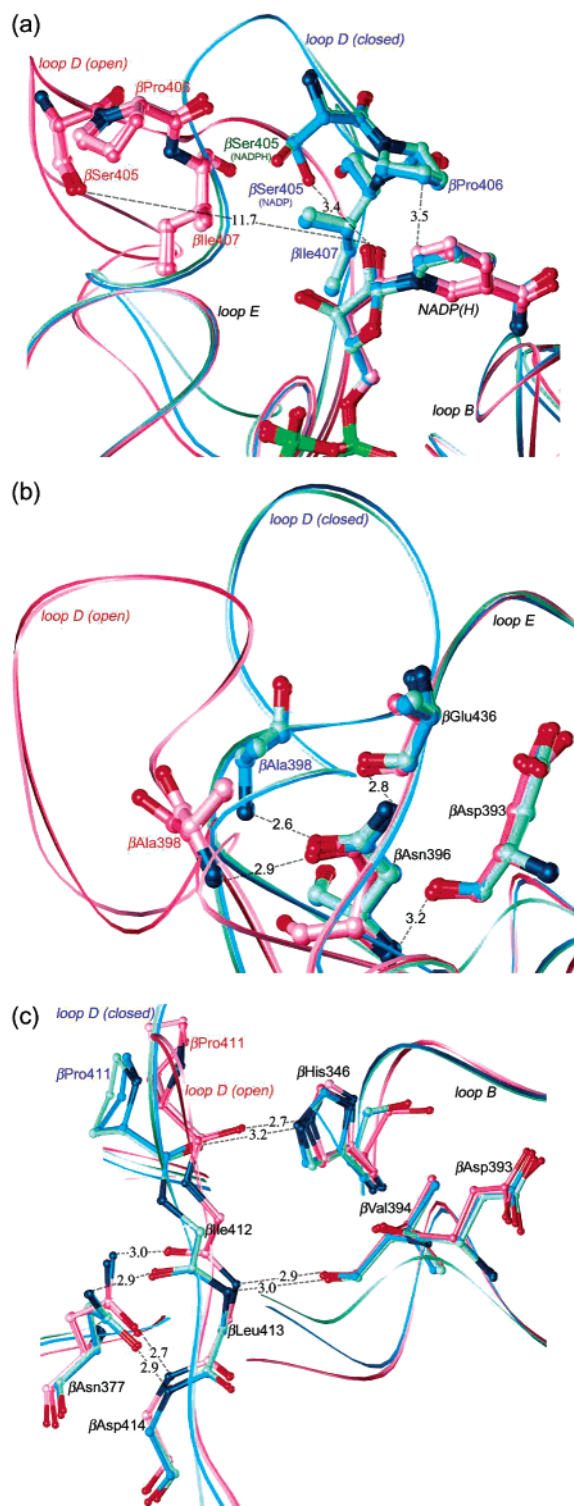 (a)
loop D (closed)
loop D (open)
βPro406
βSer405
(NADPH)
βSer405
βSer405
(NADP)
βPro406
3.4
3.5
11.7
βIle407
βIle407
loop E
NADP(H)
loop B
(b)
loop D (closed)
loop D (open)
loop E
βGlu436
βAla398
2.8
βAsp393
2.6
βAla398
2.9
βAsn396
3.2
(c)
loop D (closed)
βPro411
βPro411
loop D (open)
βHis346
loop B
2.7
3.2
βAsp393
βVal394
βIle412
3.0
2.9
2.9
3.0
βLeu413
2.7
2.9
βAsn377
βAsp414